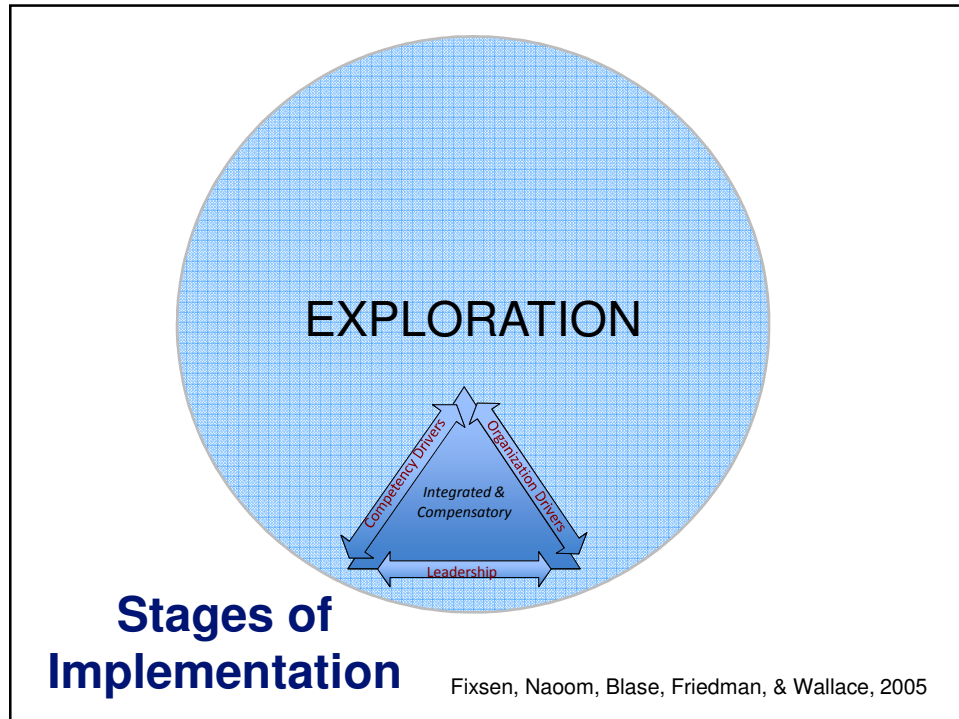 EXPLORATION
Competency Drivers
Organization Drivers
Integrated &
Compensatory
Leadership
Stages of
Implementation
Fixsen, Naoom, Blase, Friedman, & Wallace, 2005